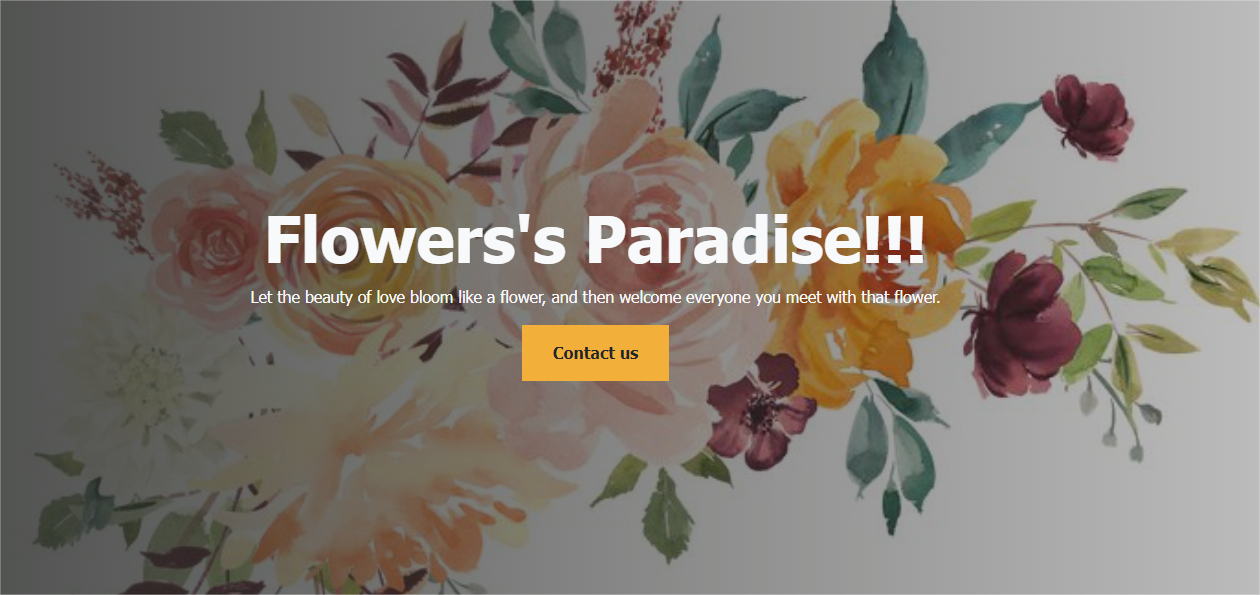 Flowers's Paradise!!!
Let the beauty of love bloom like a flower, and then welcome everyone you meet with that flower.
Contact us